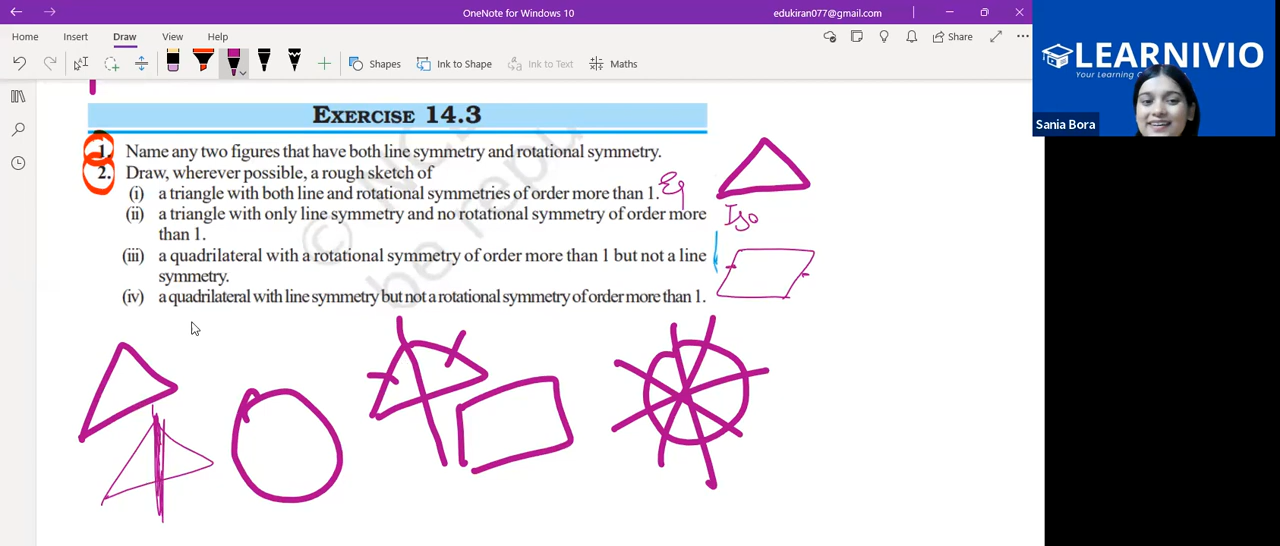 OneNote for Windows 10
edukiran077@gmail.com
Home Insert Draw View Help
Share
Shapes Ink to Shape Ink to Text Maths
LEARNIVIO
Your Learning
Sania Bora
EXERCISE 14.3
1. Name any two figures that have both line symmetry and rotational symmetry.
2. Draw, wherever possible, a rough sketch of
(i) a triangle with both line and rotational symmetries of order more than 1. Eq
(ii) a triangle with only line symmetry and no rotational symmetry of order more
than 1.
Iso
(iii) a quadrilateral with a rotational symmetry of order more than 1 but not a line
symmetry.
(iv) a quadrilateral with line symmetry but not a rotational symmetry of order more than 1.
be repu